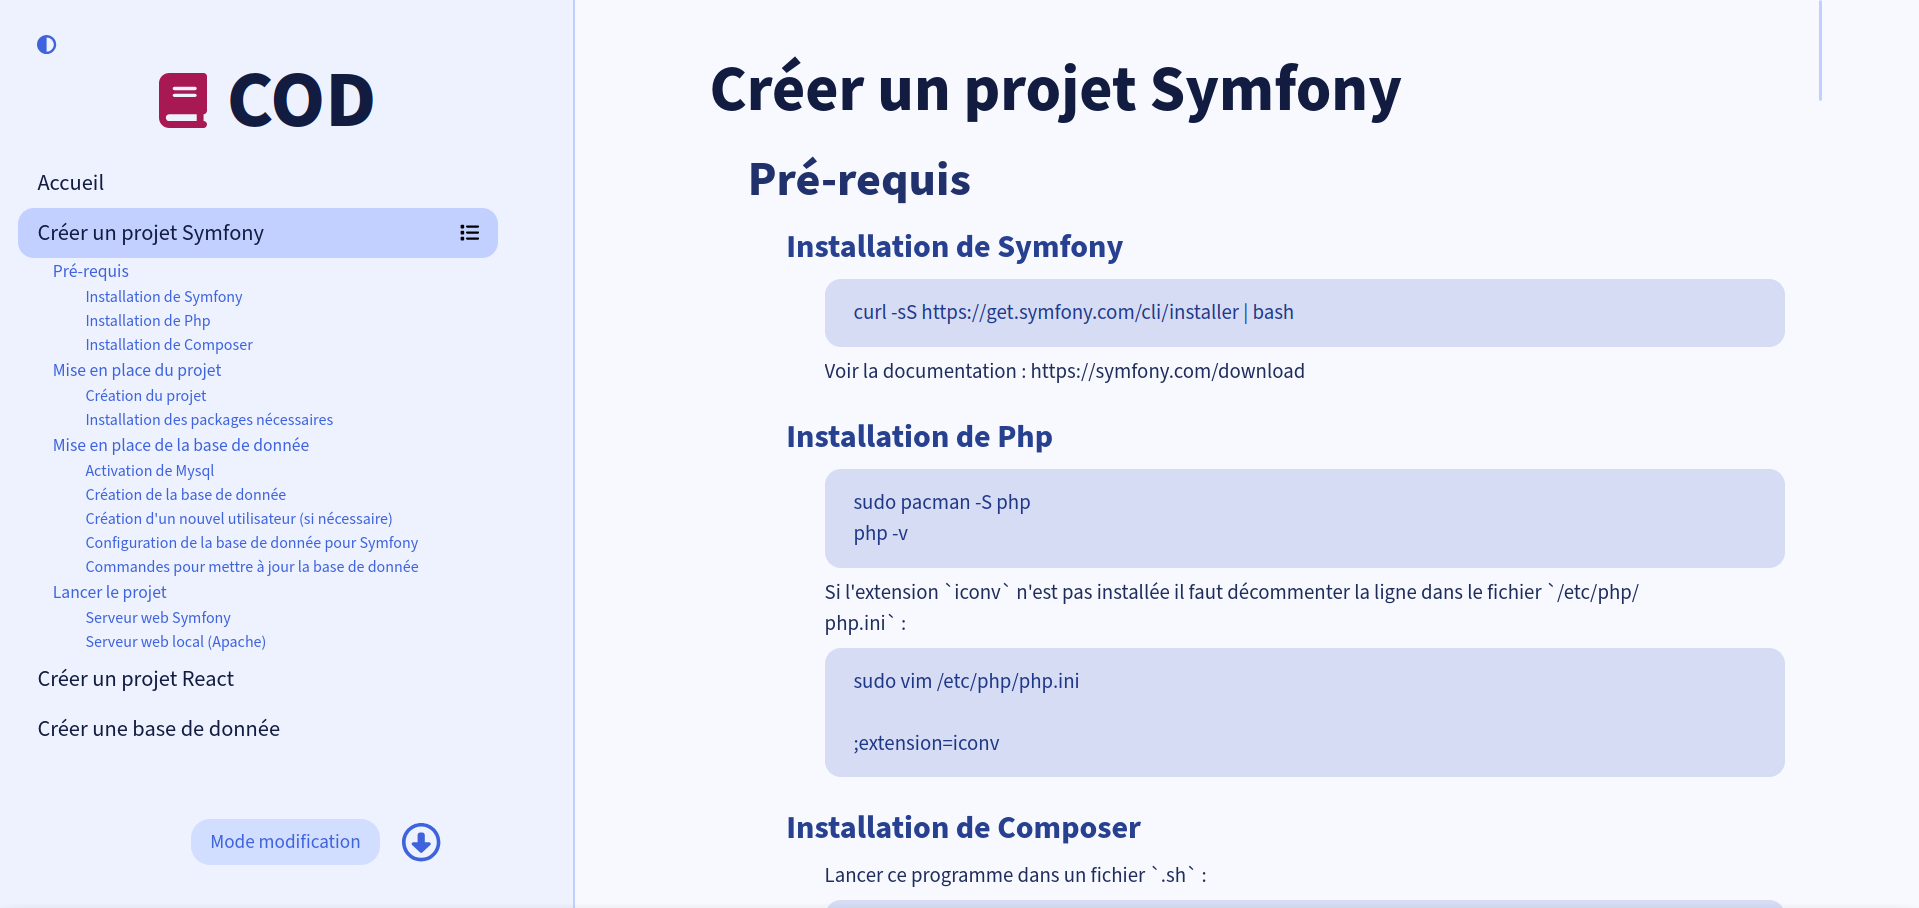 COD
Accueil
Créer un projet Symfony
Pré-requis
Installation de Symfony
Installation de Php
Installation de Composer
Mise en place du projet
Création du projet
Installation des packages nécessaires
Mise en place de la base de donnée
Activation de Mysql
Création de la base de donnée
Création d'un nouvel utilisateur (si nécessaire)
Configuration de la base de donnée pour Symfony
Commandes pour mettre à jour la base de donnée
Lancer le projet
Serveur web Symfony
Serveur web local (Apache)
Créer un projet React
Créer une base de donnée
Mode modification
Créer un projet Symfony
Pré-requis
Installation de Symfony
curl -sS https://get.symfony.com/cli/installer | bash
Voir la documentation : https://symfony.com/download
Installation de Php
sudo pacman -S php
php -v
Si l'extension `iconv` n'est pas installée il faut décommenter la ligne dans le fichier `/etc/php/
php.ini` :
sudo vim /etc/php/php.ini
;extension=iconv
Installation de Composer
Lancer ce programme dans un fichier `.sh` :